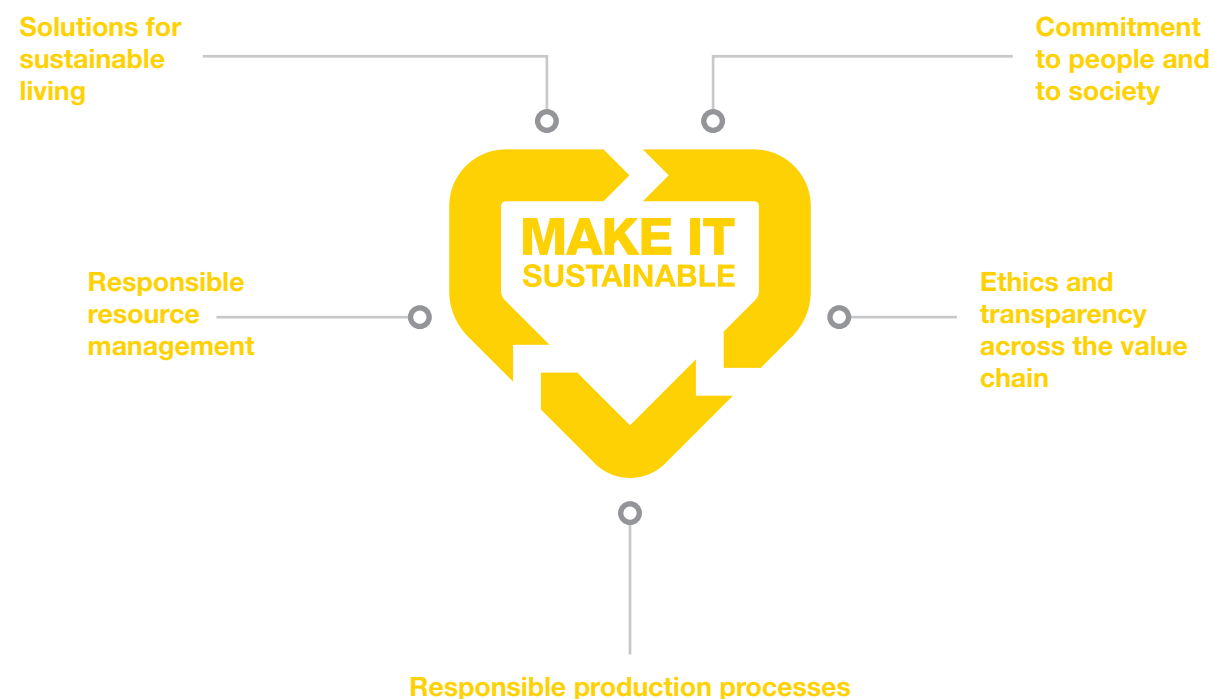 Solutions for
sustainable
living
Commitment
to people and
to society
MAKE IT
SUSTAINABLE
Responsible
resource
management
Ethics and
transparency
across the value
chain
Responsible production processes